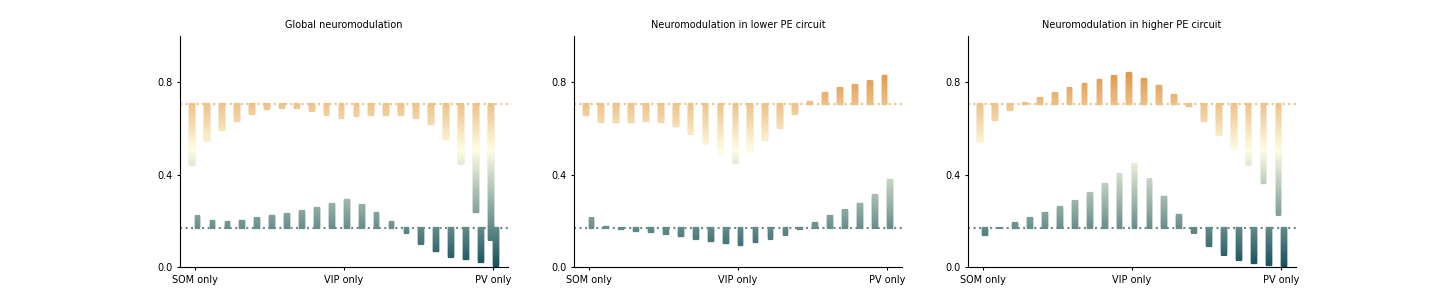 Global neuromodulation
Neuromodulation in lower PE circuit
Neuromodulation in higher PE circuit
0.8
0.4
0.0
SOM only
VIP only
PV only
0.8
0.4
0.0
SOM only
VIP only
PV only
0.8
0.4
0.0
SOM only
VIP only
PV only